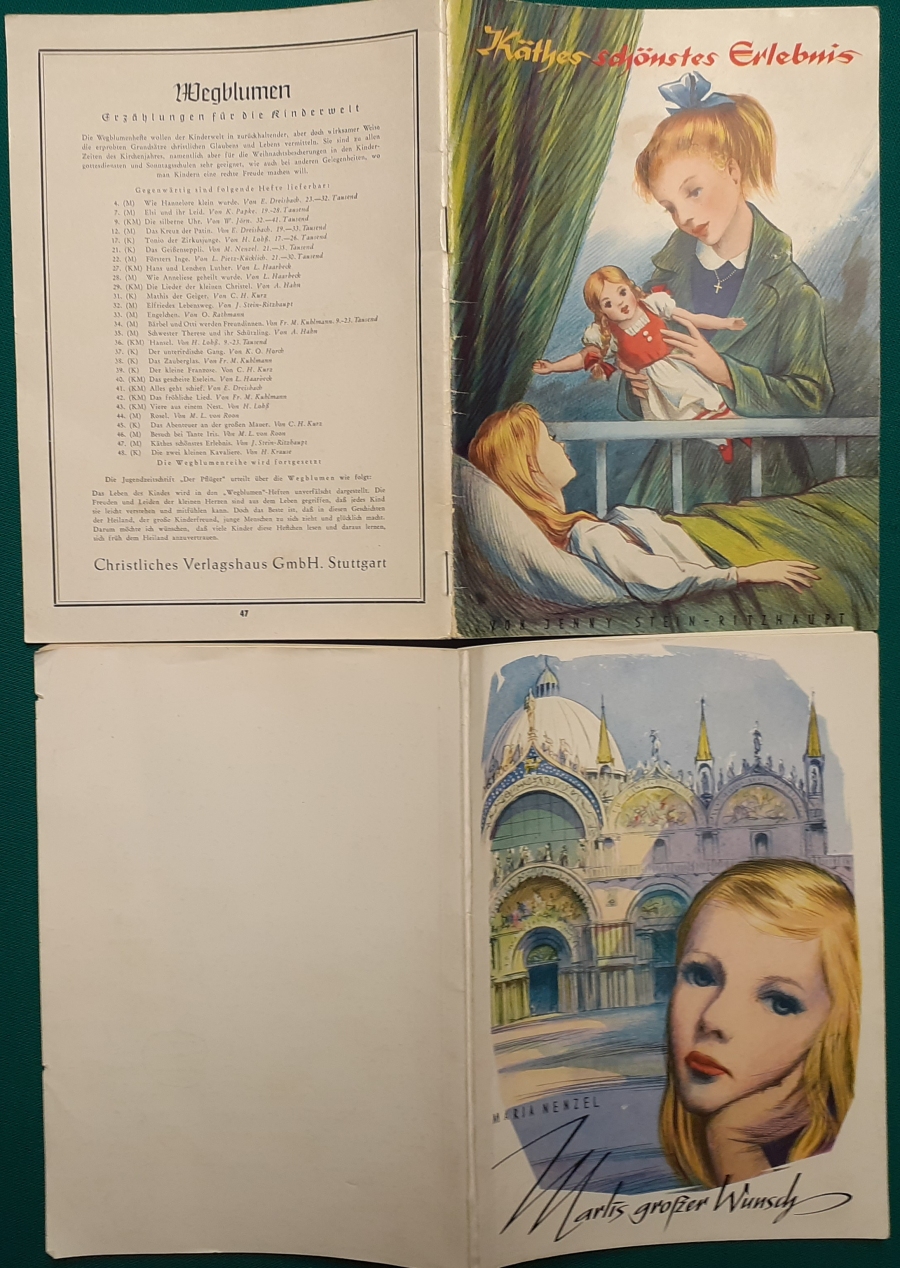 Wegblumen
Erzählungen für die Kinderwelt
Die Wegblumenhefte wollen der Kinderwelt in zurückhaltender, aber doch wirksamer Weise
die erprobten Grundsätze christlichen Glaubens und Lebens vermitteln. Sie sind zu allen
Zeiten des Kirchenjahres, namentlich aber für die Weihnachtsbescherungen in den Kinder-
gottesdiensten und Sonntagsschulen sehr geeignet, wie auch bei anderen Gelegenheiten, wo
man Kindern eine rechte Freude machen will.
Gegenwärtig sind folgende Hefte lieferbar:
4. (M) Wie Hannelore klein wurde. Von E. Dreisbach. 23.—32. Tausend
7. (M) Elsi und ihr Leid. Von K. Papke. 19.-28. Tausend
9. (KM) Die silberne Uhr. Von W. Jörn. 32.—41. Tausend
12. (M) Das Kreuz der Patin. Von E. Dreisbach. 19.—33. Tausend
17. (K) Tonio der Zirkusjunge. Von H. Lobß. 17.—26. Tausend
21. (K) Das Geißenseppli. Von M. Nenzel. 21.—35. Tausend
22. (M) Försters Inge. Von L. Pietz-Kücklich. 21.—30. Tausend
27. (KM) Hans und Lenchen Luther. Von L. Haarbeck
28. (M) Wie Anneliese geheilt wurde. Von L. Haarbeck
29. (KM) Die Lieder der kleinen Christel. Von A. Hahn
31. (K) Mathis der Geiger. Von C. H. Kurz
32. (M) Elfriedes Lebensweg. Von J. Stein-Ritzhaupt
33. (M) Engelchen. Von O. Rathmann
34. (M) Bärbel und Otti werden Freundinnen. Von Fr. M. Kuhlmann. 9.-23. Tausend
35. (M) Schwester Therese und ihr Schützling. Von A. Hahn
36. (KM) Hansel. Von H. Lobß. 9.-23. Tausend
37. (K) Der unterirdische Gang. Von K. O. Horch
38. (K) Das Zauberglas. Von Fr. M. Kuhlmann
39. (K) Der kleine Franzose. Von C. H. Kurz
40. (KM) Das gescheite Eselein. Von L. Haarbeck
41. (KM) Alles geht schief. Von E. Dreisbach
42. (KM) Das fröhliche Lied. Von Fr. M. Kuhlmann
43. (KM) Viere aus einem Nest. Von H. Lobß
44. (M) Rosel. Von M. L. von Roon
45. (K) Das Abenteuer an der großen Mauer. Von C. H. Kurz
46. (M) Besuch bei Tante Iris. Von M. L. von Roon
47. (M) Käthes schönstes Erlebnis. Von J. Stein-Ritzhaupt
48. (K) Die zwei kleinen Kavaliere. Von H. Krause
Die Wegblumenreihe wird fortgesetzt
Die Jugendzeitschrift „Der Pflüger" urteilt über die Wegblumen wie folgt:
Das Leben des Kindes wird in den „Wegblumen"-Heften unverfälscht dargestellt. Die
Freuden und Leiden der kleinen Herzen sind aus dem Leben gegriffen, daß jedes Kind
sie leicht verstehen und mitfühlen kann. Doch das Beste ist, daß in diesen Geschichten
der Heiland, der große Kinderfreund, junge Menschen zu sich zieht und glücklich macht.
Darum möchte ich wünschen, daß viele Kinder diese Heftchen lesen und daraus lernen,
sich früh dem Heiland anzuvertrauen.
Christliches Verlagshaus GmbH. Stuttgart
47
Käthes schönstes Erlebnis
VON JENNY STEIN-RITZHAUPT
MARIA NENZEL
Marlis großer Wunsch